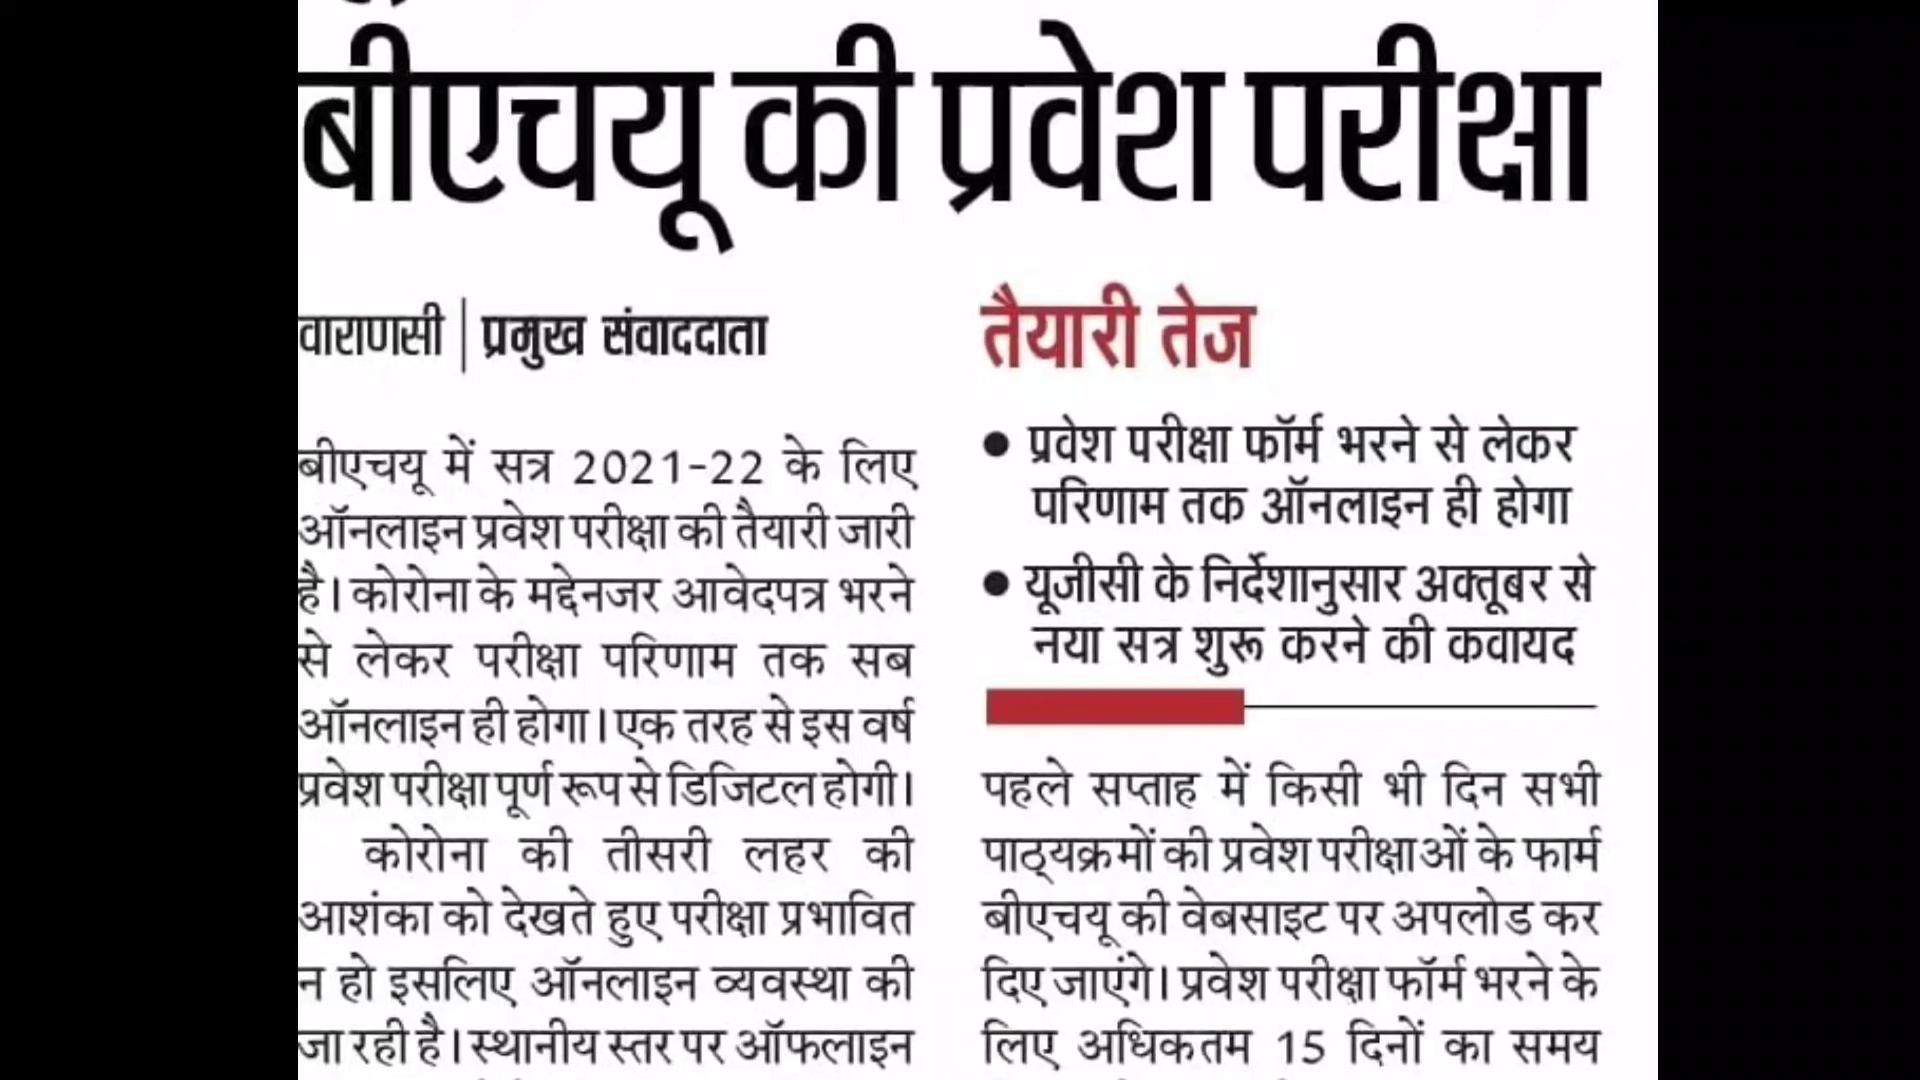 बीएचयू की प्रवेश परीक्षा
वाराणसी | प्रमुख संवाददाता
बीएचयू में सत्र 2021-22 के लिए
ऑनलाइन प्रवेश परीक्षा की तैयारी जारी
है। कोरोना के मद्देनजर आवेदपत्र भरने
से लेकर परीक्षा परिणाम तक सब
ऑनलाइन ही होगा। एक तरह से इस वर्ष
प्रवेश परीक्षा पूर्ण रूप से डिजिटल होगी।
कोरोना की तीसरी लहर की
आशंका को देखते हुए परीक्षा प्रभावित
न हो इसलिए ऑनलाइन व्यवस्था की
जा रही है। स्थानीय स्तर पर ऑफलाइन
तैयारी तेज
● प्रवेश परीक्षा फॉर्म भरने से लेकर
परिणाम तक ऑनलाइन ही होगा
● यूजीसी के निर्देशानुसार अक्तूबर से
नया सत्र शुरू करने की कवायद
पहले सप्ताह में किसी भी दिन सभी
पाठ्यक्रमों की प्रवेश परीक्षाओं के फार्म
बीएचयू की वेबसाइट पर अपलोड कर
दिए जाएंगे। प्रवेश परीक्षा फॉर्म भरने के
लिए अधिकतम 15 दिनों का समय